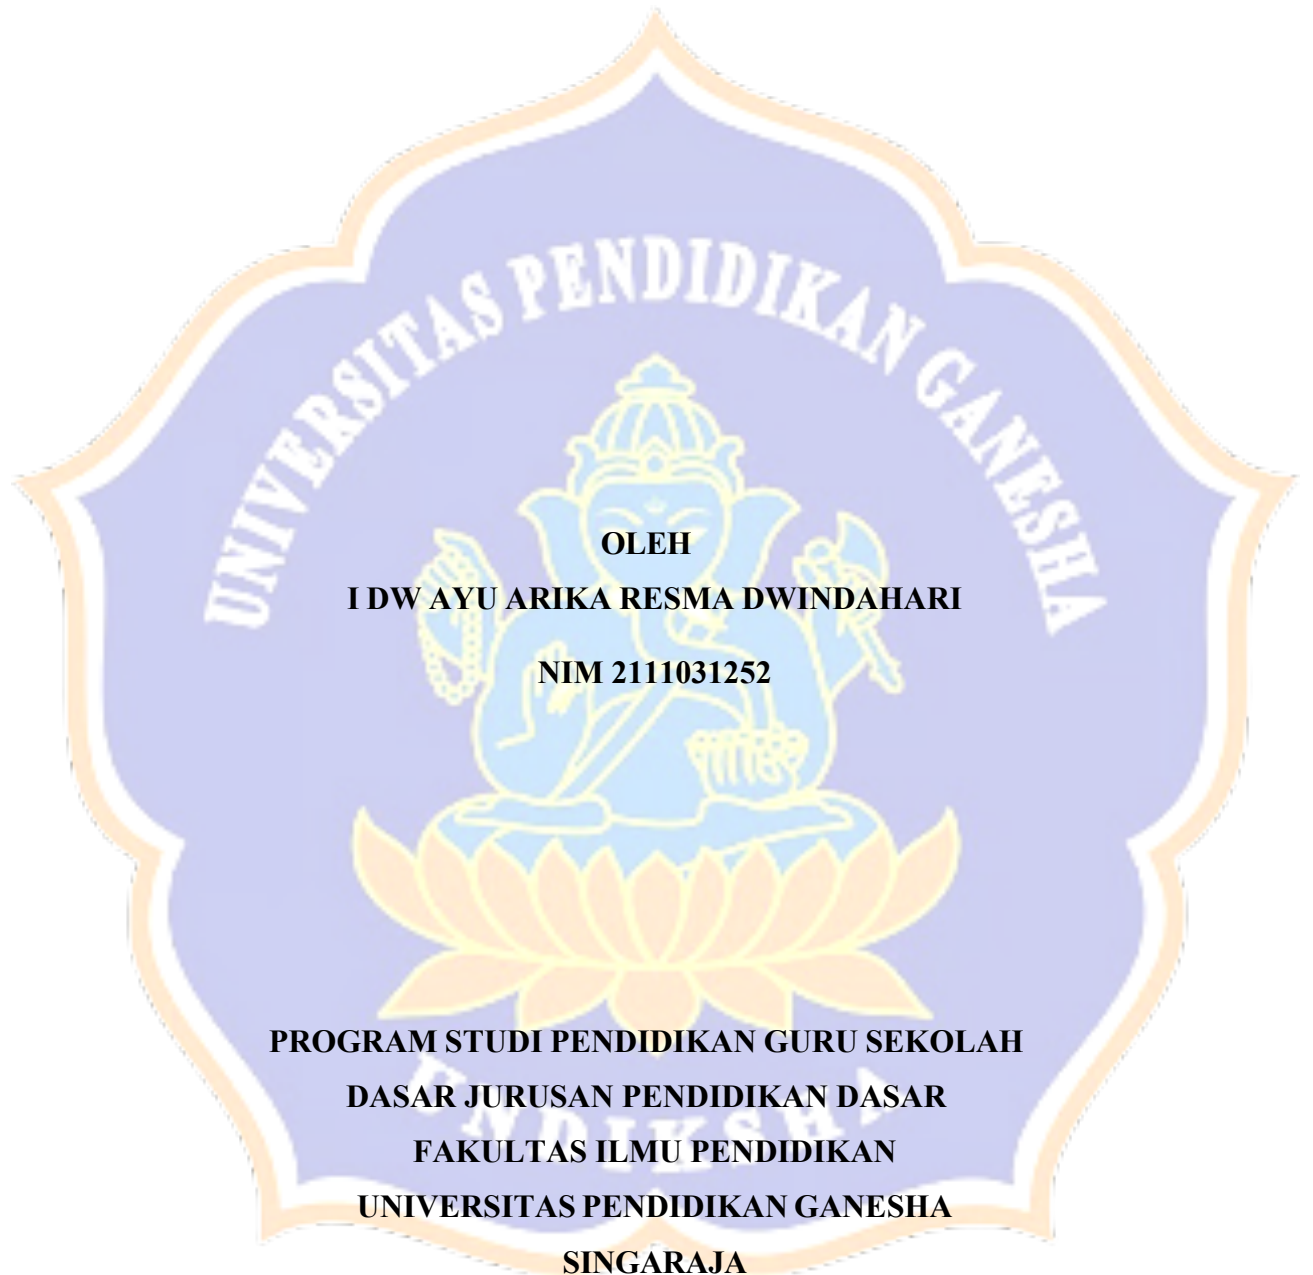 UNIVERSITAS PENDIDIKAN GANESHA
OLEH
I DW AYU ARIKA RESMA DWINDAHARI
NIM 2111031252
PROGRAM STUDI PENDIDIKAN GURU SEKOLAH
DASAR JURUSAN PENDIDIKAN DASAR
UNDIKSHA
FAKULTAS ILMU PENDIDIKAN
UNIVERSITAS PENDIDIKAN GANESHA
SINGARAJA